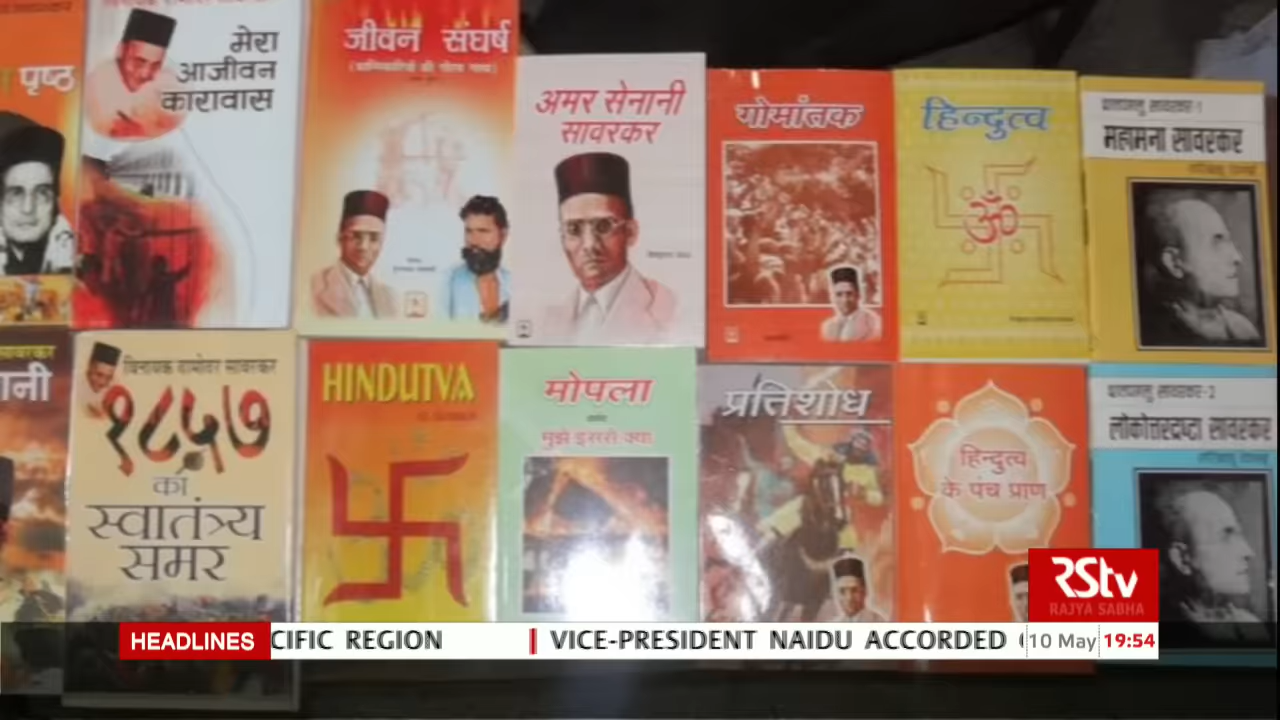 पृष्ठ
मेरा
आजीवन
कारावास
जीवन संघर्ष
अमर सेनानी
सावरकर
गोमांतक
हिन्दुत्व
ॐ
महामना सावरकर
विनायक दामोदर सावरकर
१८५७
का
स्वातंत्र्य
समर
HINDUTVA
मोपला
मुझे इससे क्या
प्रतिशोध
हिन्दुत्व
के पंच प्राण
लोकोत्तरद्रष्टा सावरकर
RStv
RAJYA SABHA
HEADLINES CIFIC REGION | VICE-PRESIDENT NAIDU ACCORDED 10 May 19:54